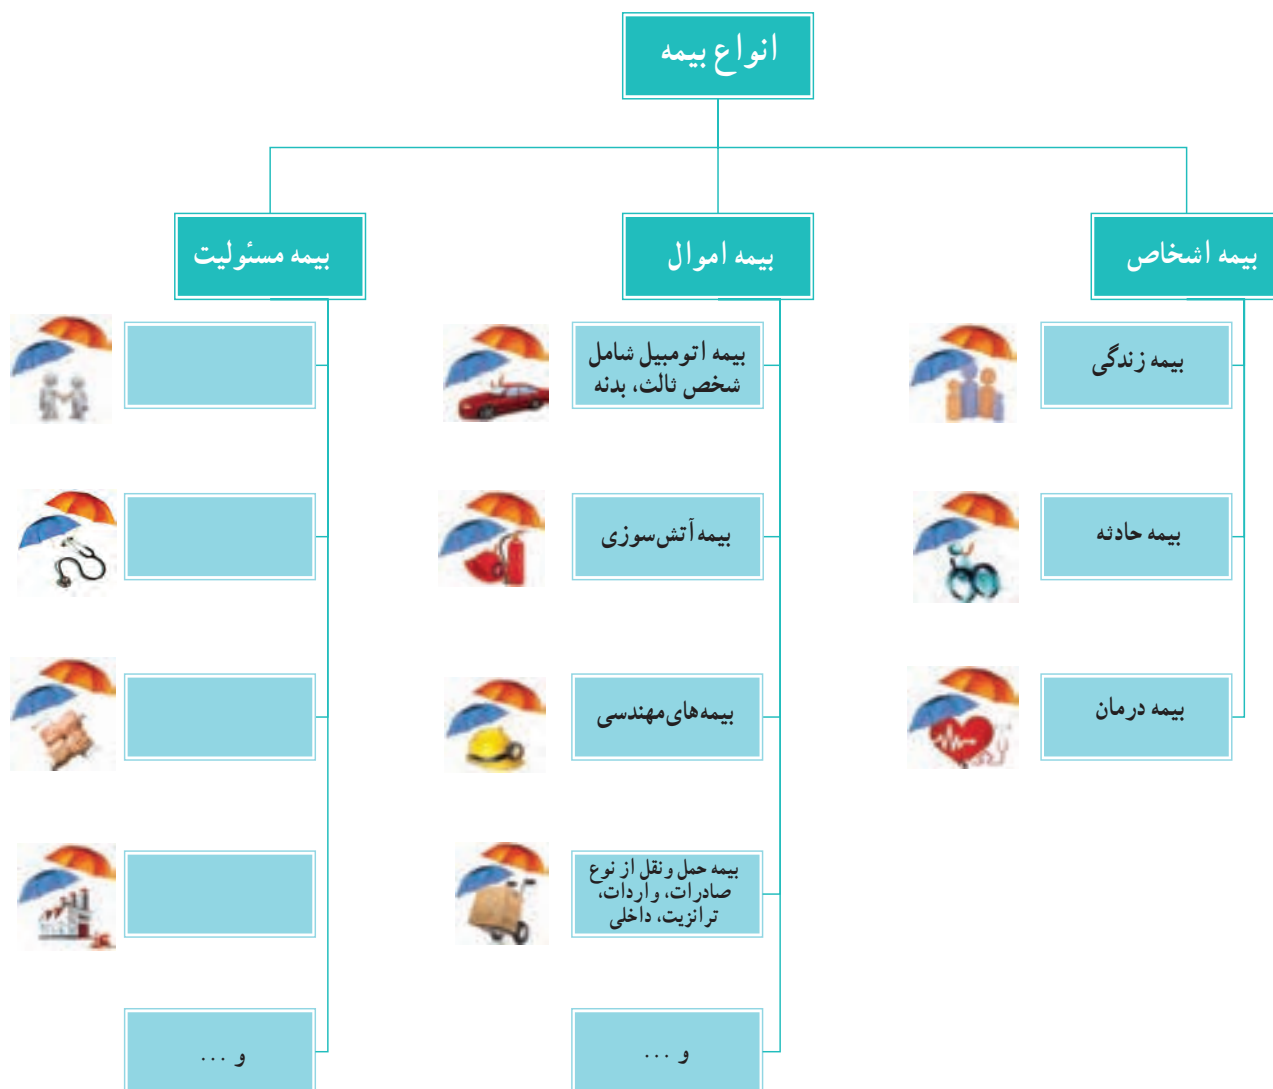 انواع بیمه
بیمه اشخاص
بیمه زندگی
بیمه حادثه
بیمه درمان
بیمه اموال
بیمه اتومبیل شامل
شخص ثالث، بدنه
بیمه آتش‌سوزی
بیمه‌های‌مهندسی
بیمه حمل ونقل از نوع
صادرات، واردات،
ترانزیت، داخلی
و ...
بیمه مسئولیت
و ...